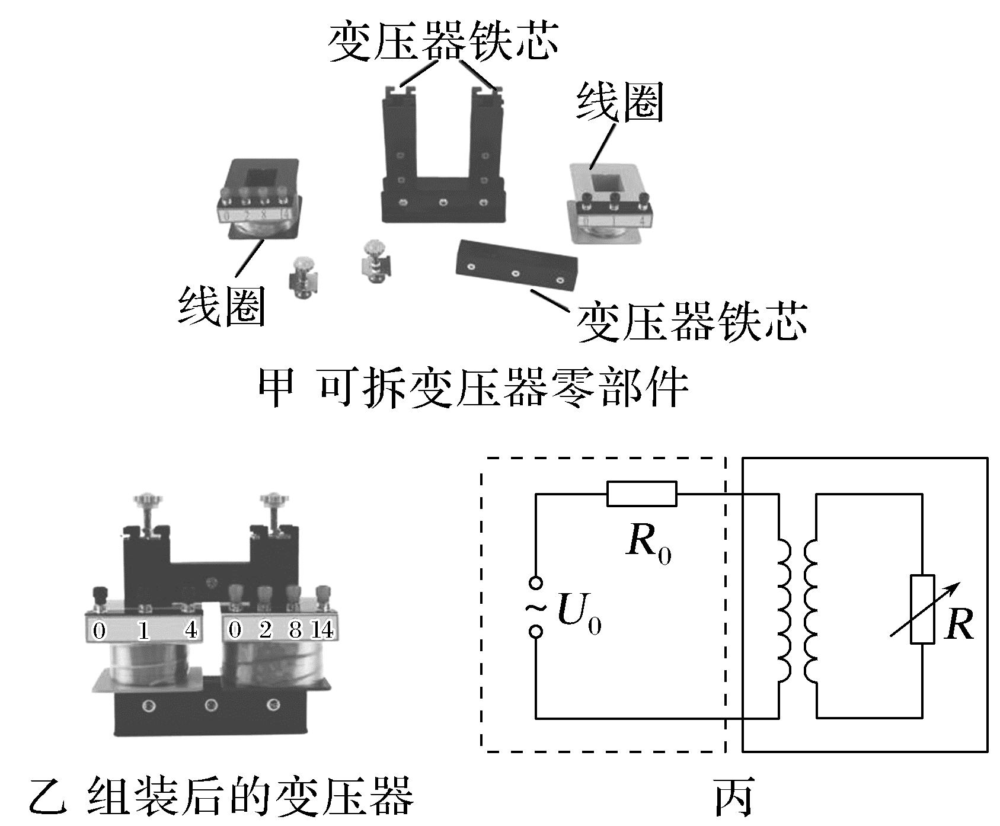 变压器铁芯
线圈
0 2 8 14
0 1 4
线圈
变压器铁芯
甲 可拆变压器零部件
0 1 4 0 2 8 14
R0
~ U0
R
乙 组装后的变压器
丙